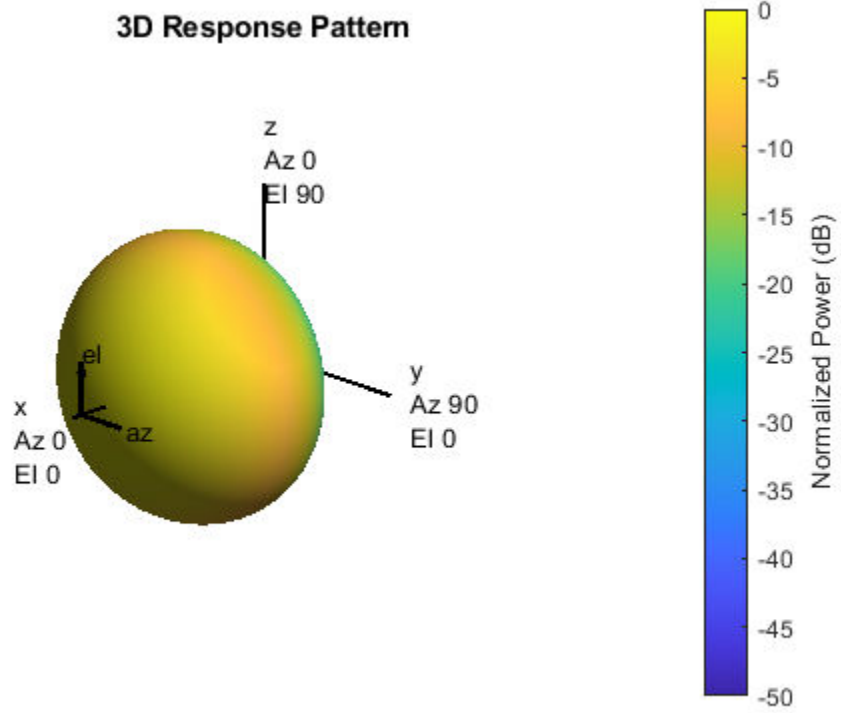 3D Response Pattern
z
Az 0
El 90
el
az
x
Az 0
El 0
y
Az 90
El 0
0
-5
-10
-15
-20
-25
-30
-35
-40
-45
-50
Normalized Power (dB)